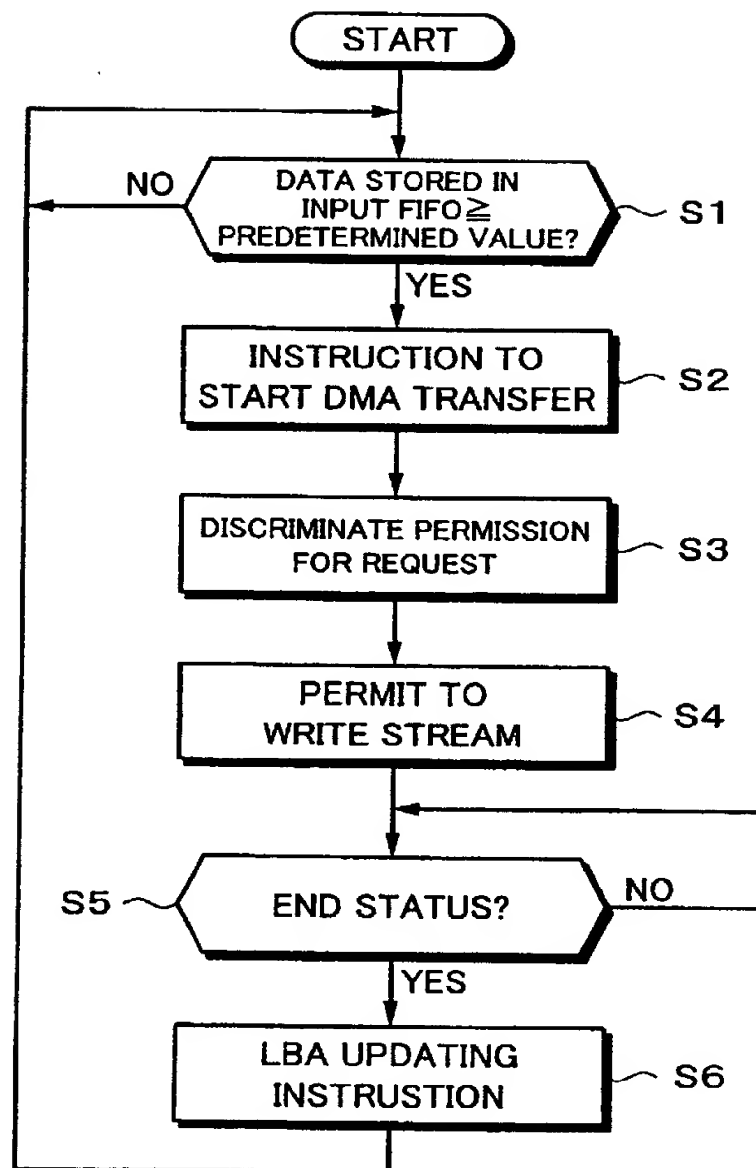 START
NO
DATA STORED IN
INPUT FIFO≧
PREDETERMINED VALUE?
S1
YES
INSTRUCTION TO
START DMA TRANSFER
S2
DISCRIMINATE PERMISSION
FOR REQUEST
S3
PERMIT TO
WRITE STREAM
S4
S5
END STATUS?
NO
YES
LBA UPDATING
INSTRUSTION
S6